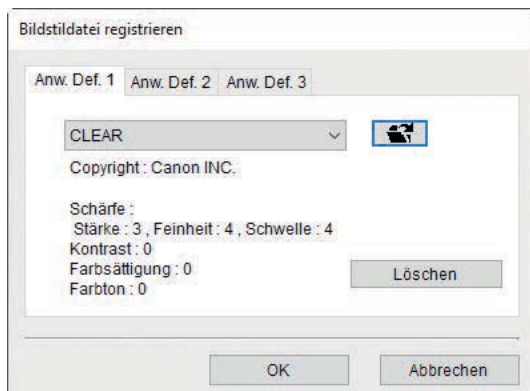 Bildstildatei registrieren
Anw. Def. 1 Anw. Def. 2 Anw. Def. 3
CLEAR
Copyright : Canon INC.
Schärfe :
Stärke : 3 , Feinheit : 4 , Schwelle : 4
Kontrast : 0
Farbsättigung : 0
Farbton : 0
Löschen
OK Abbrechen